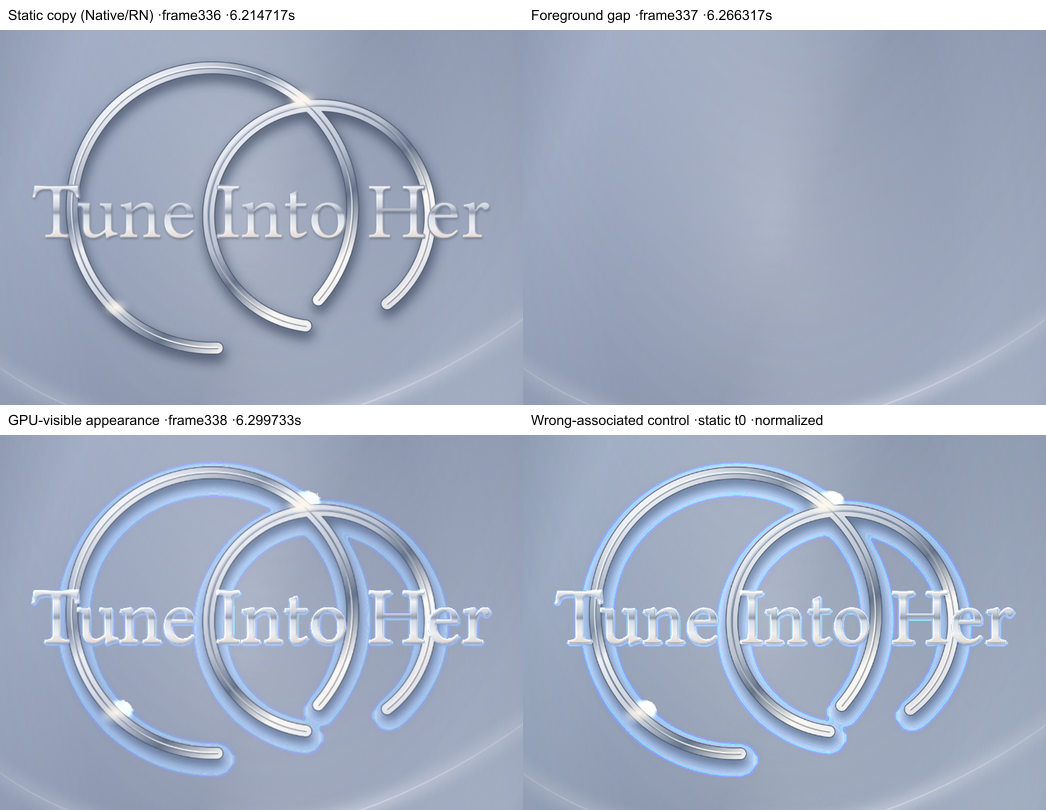 Static copy (Native/RN) ·frame336 ·6.214717s
Foreground gap ·frame337 ·6.266317s
Tune Into Her
GPU-visible appearance ·frame338 ·6.299733s
Wrong-associated control ·static t0 ·normalized
Tune Into Her
Tune Into Her